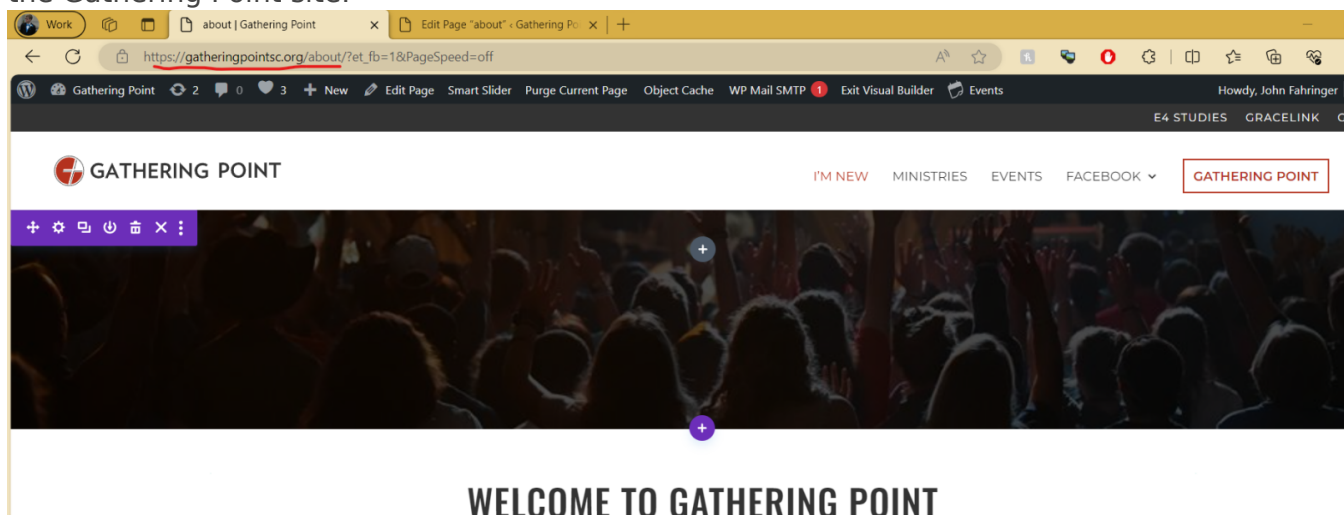 the Gathering Point site.
Work about | Gathering Point Edit Page "about" ‹ Gathering Po
https://gatheringpointsc.org/about/?et_fb=1&PageSpeed=off
Gathering Point 2 0 3 New Edit Page Smart Slider Purge Current Page Object Cache WP Mail SMTP 1 Exit Visual Builder Events Howdy, John Fahringer
E4 STUDIES GRACELINK
GATHERING POINT
I'M NEW MINISTRIES EVENTS FACEBOOK GATHERING POINT
WELCOME TO GATHERING POINT